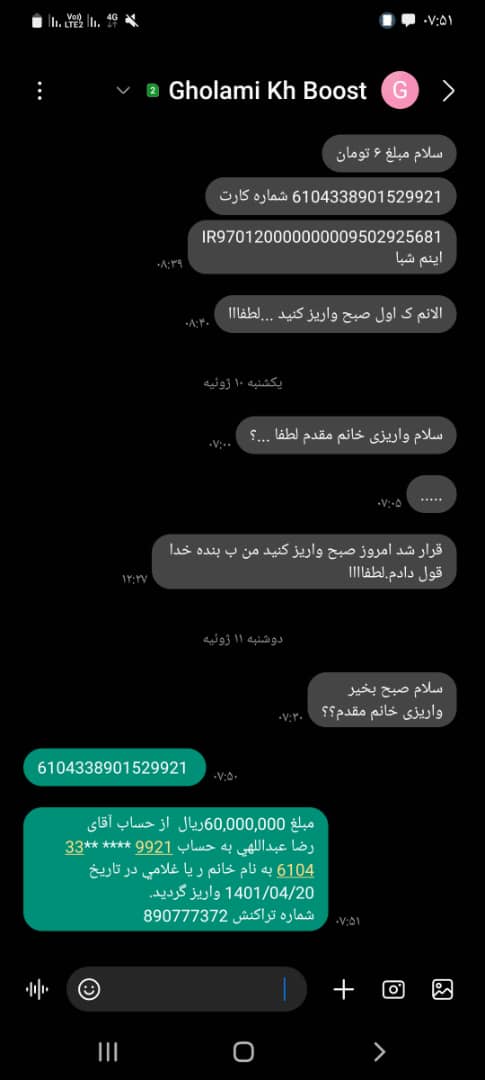 ۰۷:۵۱
Vo))
LTE2
4G
2
Gholami Kh Boost
G
سلام مبلغ ۶ تومان
6104338901529921 شماره کارت
IR970120000000009502925681
اینم شبا
۰۸:۳۹
الانم ک اول صبح واریز کنید ...لطفااا
۰۸:۴۰
یکشنبه ۱۰ ژوئیه
سلام واریزی خانم مقدم لطفا ...؟
۰۷:۰۰
.....
۰۷:۰۵
قرار شد امروز صبح واریز کنید من ب بنده خدا
قول دادم.لطفاااا
۱۲:۲۷
دوشنبه ۱۱ ژوئیه
سلام صبح بخیر
واریزی خانم مقدم؟؟
۰۷:۳۰
6104338901529921
۰۷:۵۰
مبلغ 60,000,000ریال از حساب آقای
رضا عبداللهي به حساب 9921 **** **33
6104 به نام خانم ر یا غلامي در تاریخ
1401/04/20 واریز گردید.
شماره تراکنش 890777372
۰۷:۵۱